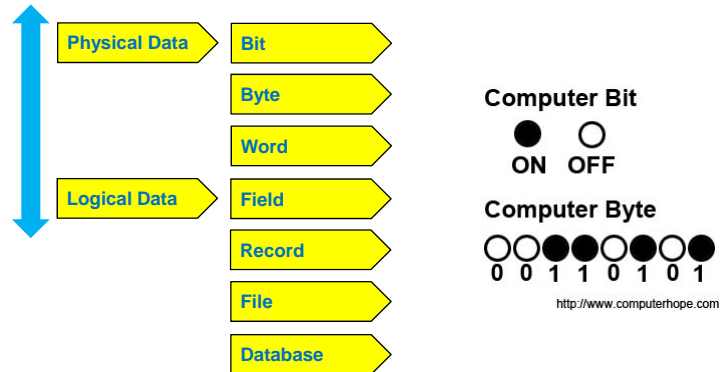 Physical Data
Bit
Byte
Word
Logical Data
Field
Record
File
Database
Computer Bit
ON OFF
Computer Byte
0 0 1 1 0 1 0 1
http://www.computerhope.com